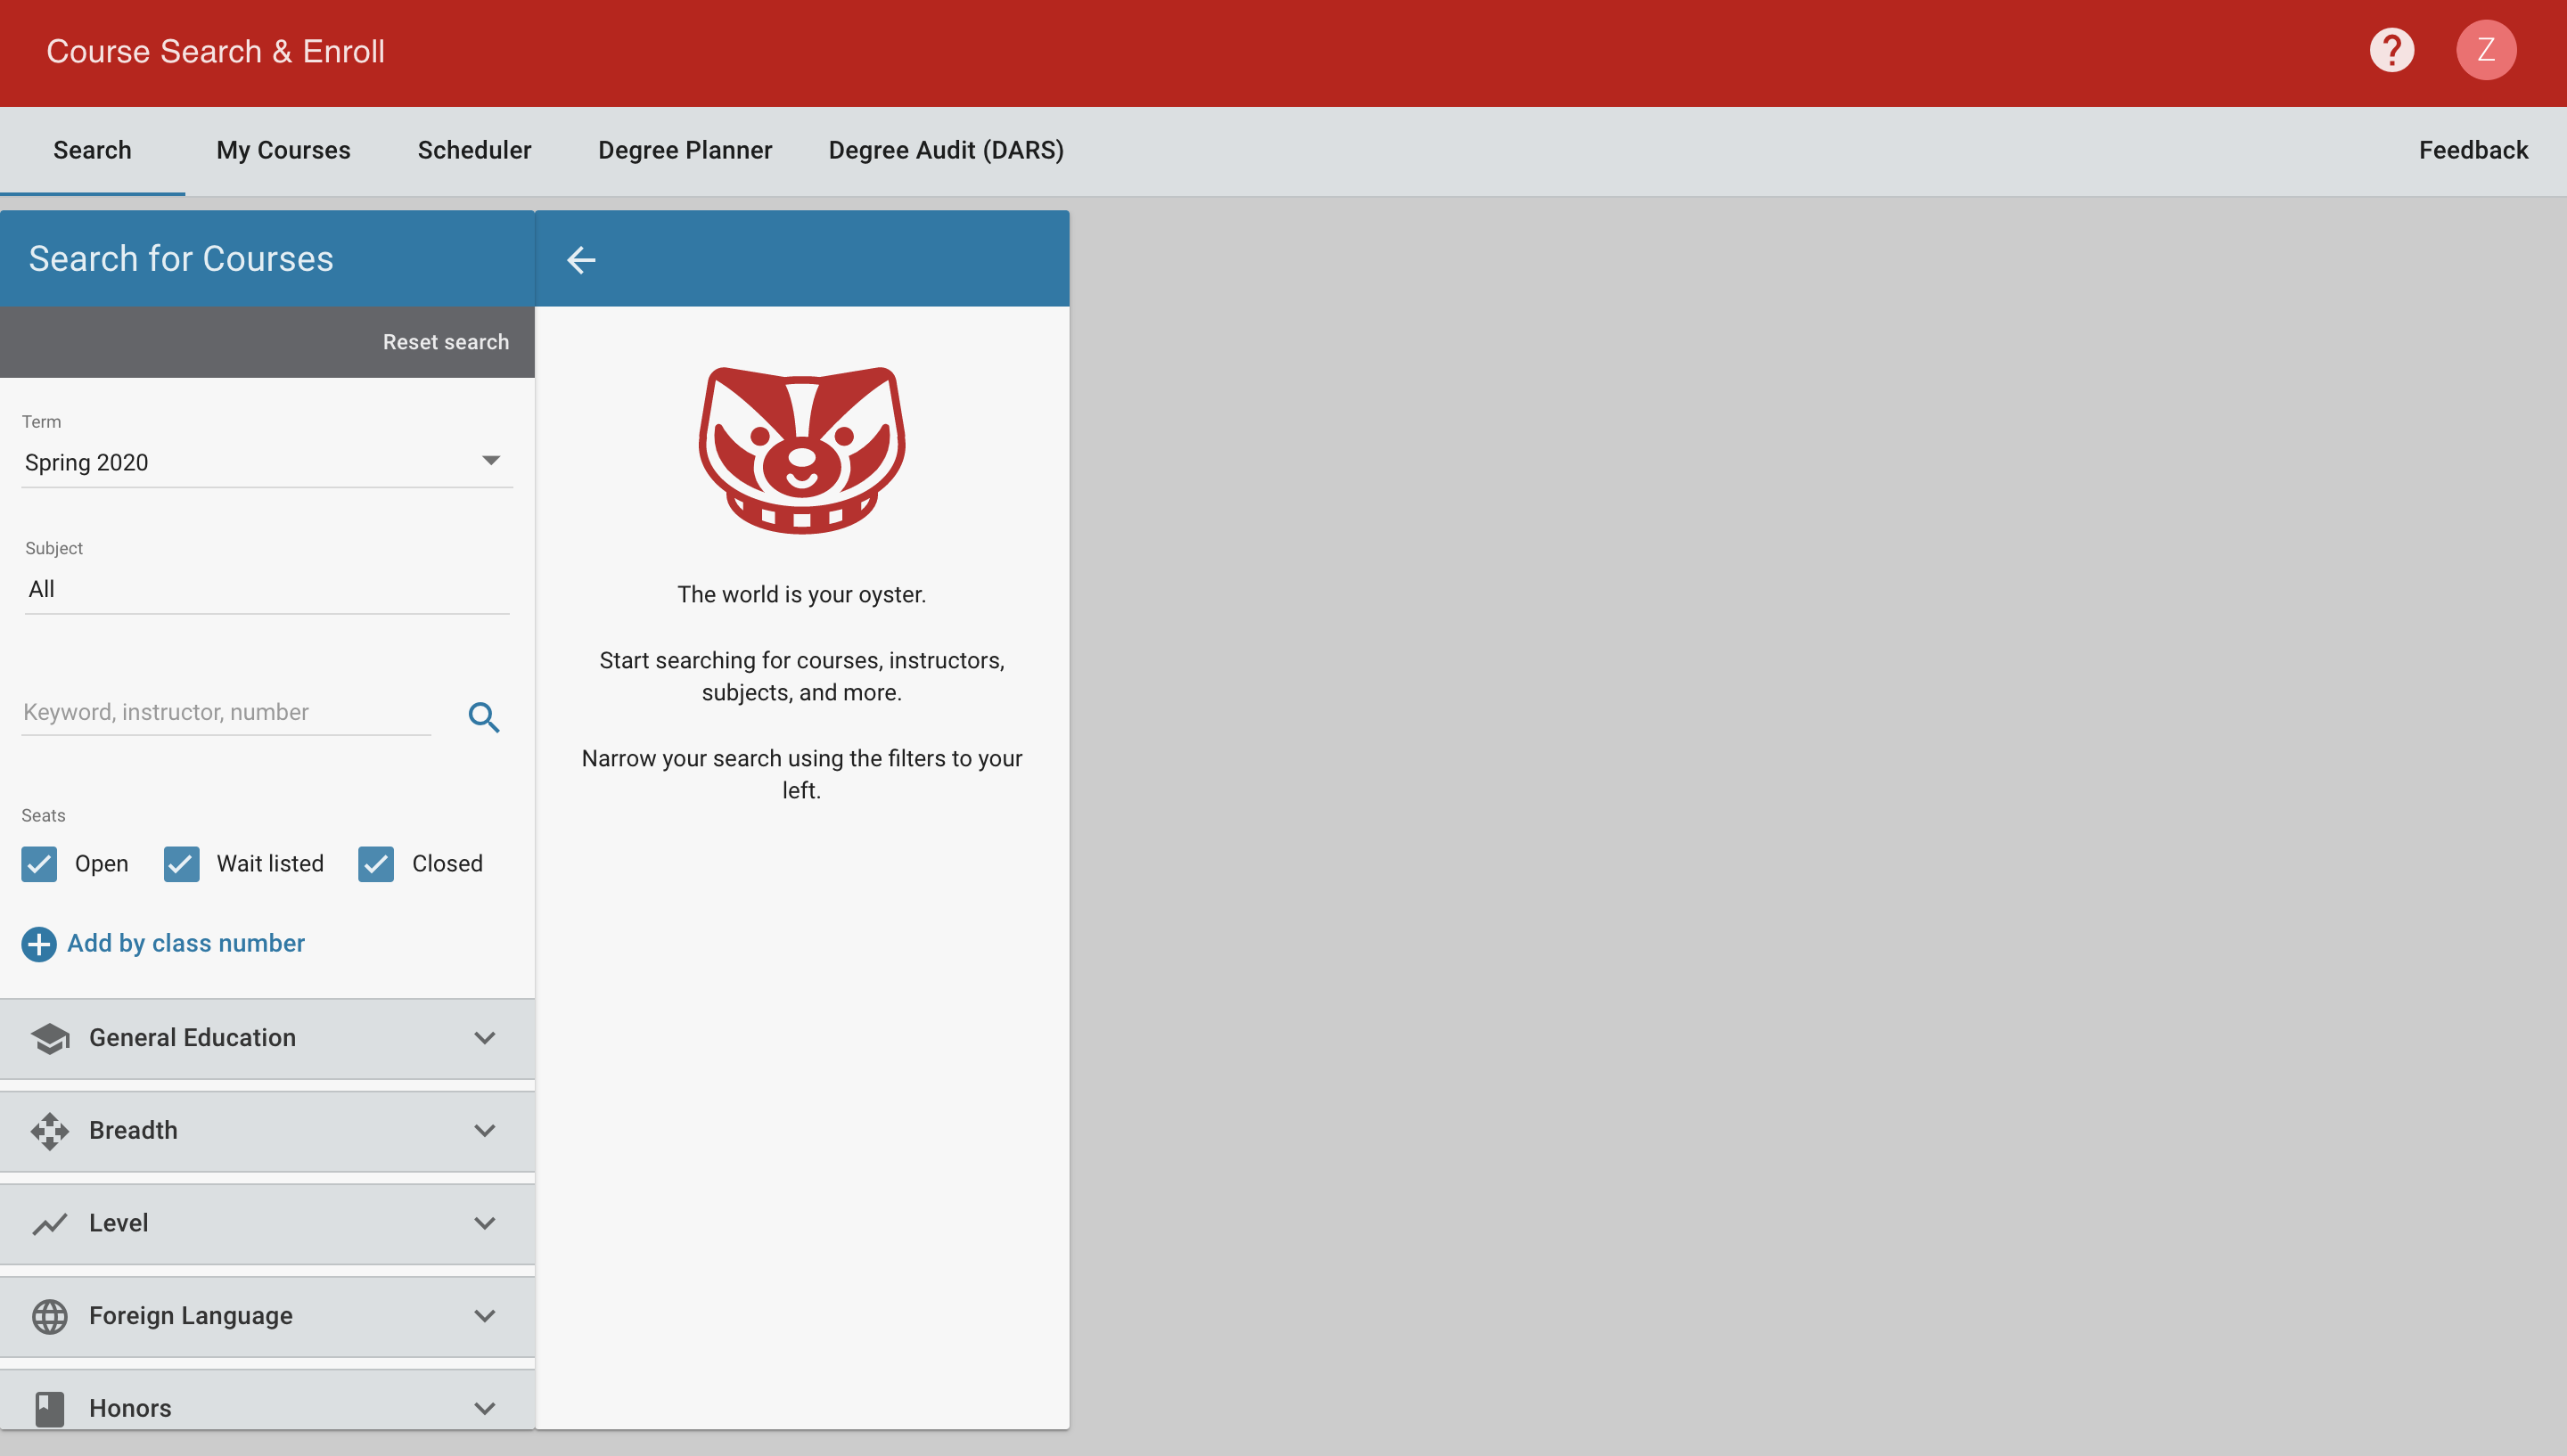 Course Search & Enroll
Z
Search
My Courses
Scheduler
Degree Planner
Degree Audit (DARS)
Feedback
Search for Courses
Reset search
Term
Spring 2020
Subject
All
Keyword, instructor, number
Seats
Open
Wait listed
Closed
Add by class number
General Education
Breadth
Level
Foreign Language
Honors
The world is your oyster.
Start searching for courses, instructors,
subjects, and more.
Narrow your search using the filters to your
left.